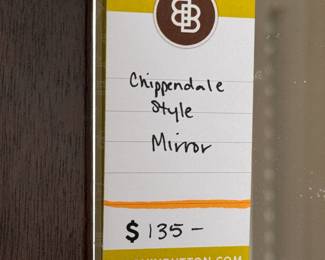 Chippendale
Style
Mirror
$ 135-